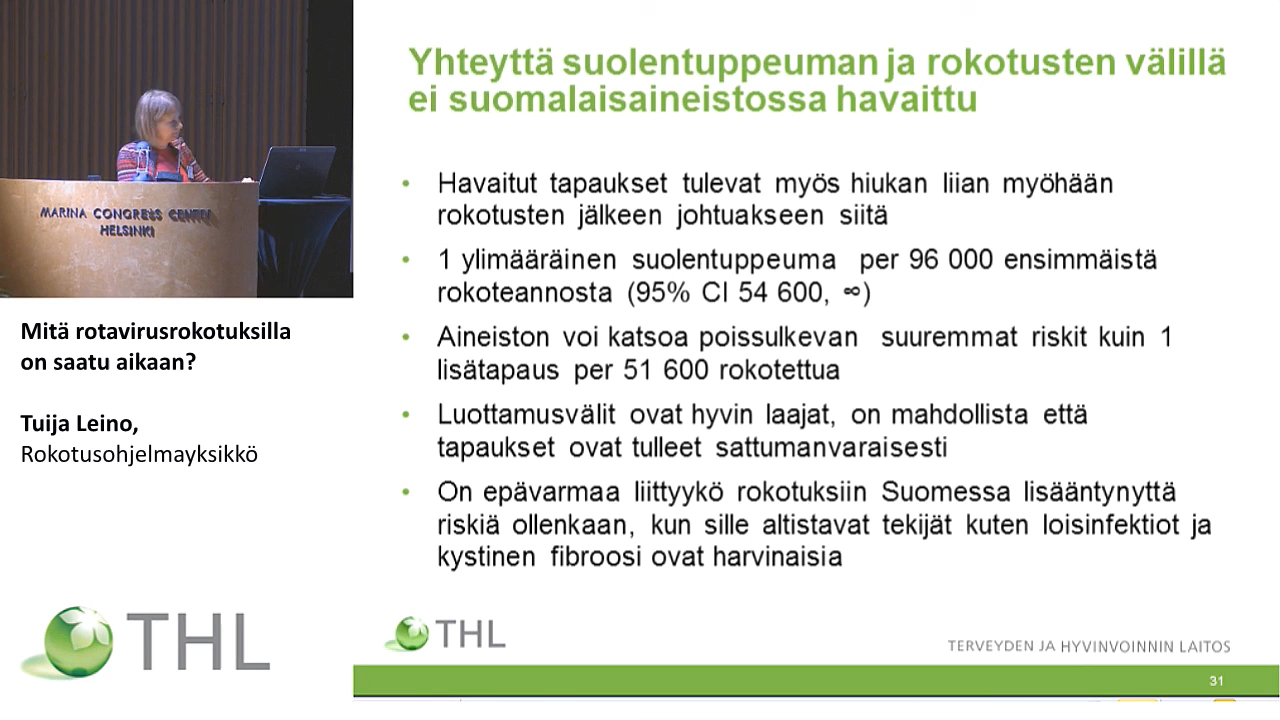 MARINA CONGRESS CENTER
HELSINKI
Mitä rotavirusrokotuksilla
on saatu aikaan?
Tuija Leino,
Rokotusohjelmayksikkö
THL
Yhteyttä suolentuppeuman ja rokotusten välillä
ei suomalaisaineistossa havaittu
• Havaitut tapaukset tulevat myös hiukan liian myöhään
rokotusten jälkeen johtuakseen siitä
• 1 ylimääräinen suolentuppeuma per 96 000 ensimmäistä
rokoteannosta (95% CI 54 600, ∞)
• Aineiston voi katsoa poissulkevan suuremmat riskit kuin 1
lisätapaus per 51 600 rokotettua
• Luottamusvälit ovat hyvin laajat, on mahdollista että
tapaukset ovat tulleet sattumanvaraisesti
• On epävarmaa liittyykö rokotuksiin Suomessa lisääntynyttä
riskiä ollenkaan, kun sille altistavat tekijät kuten loisinfektiot ja
kystinen fibroosi ovat harvinaisia
THL
TERVEYDEN JA HYVINVOINNIN LAITOS
31